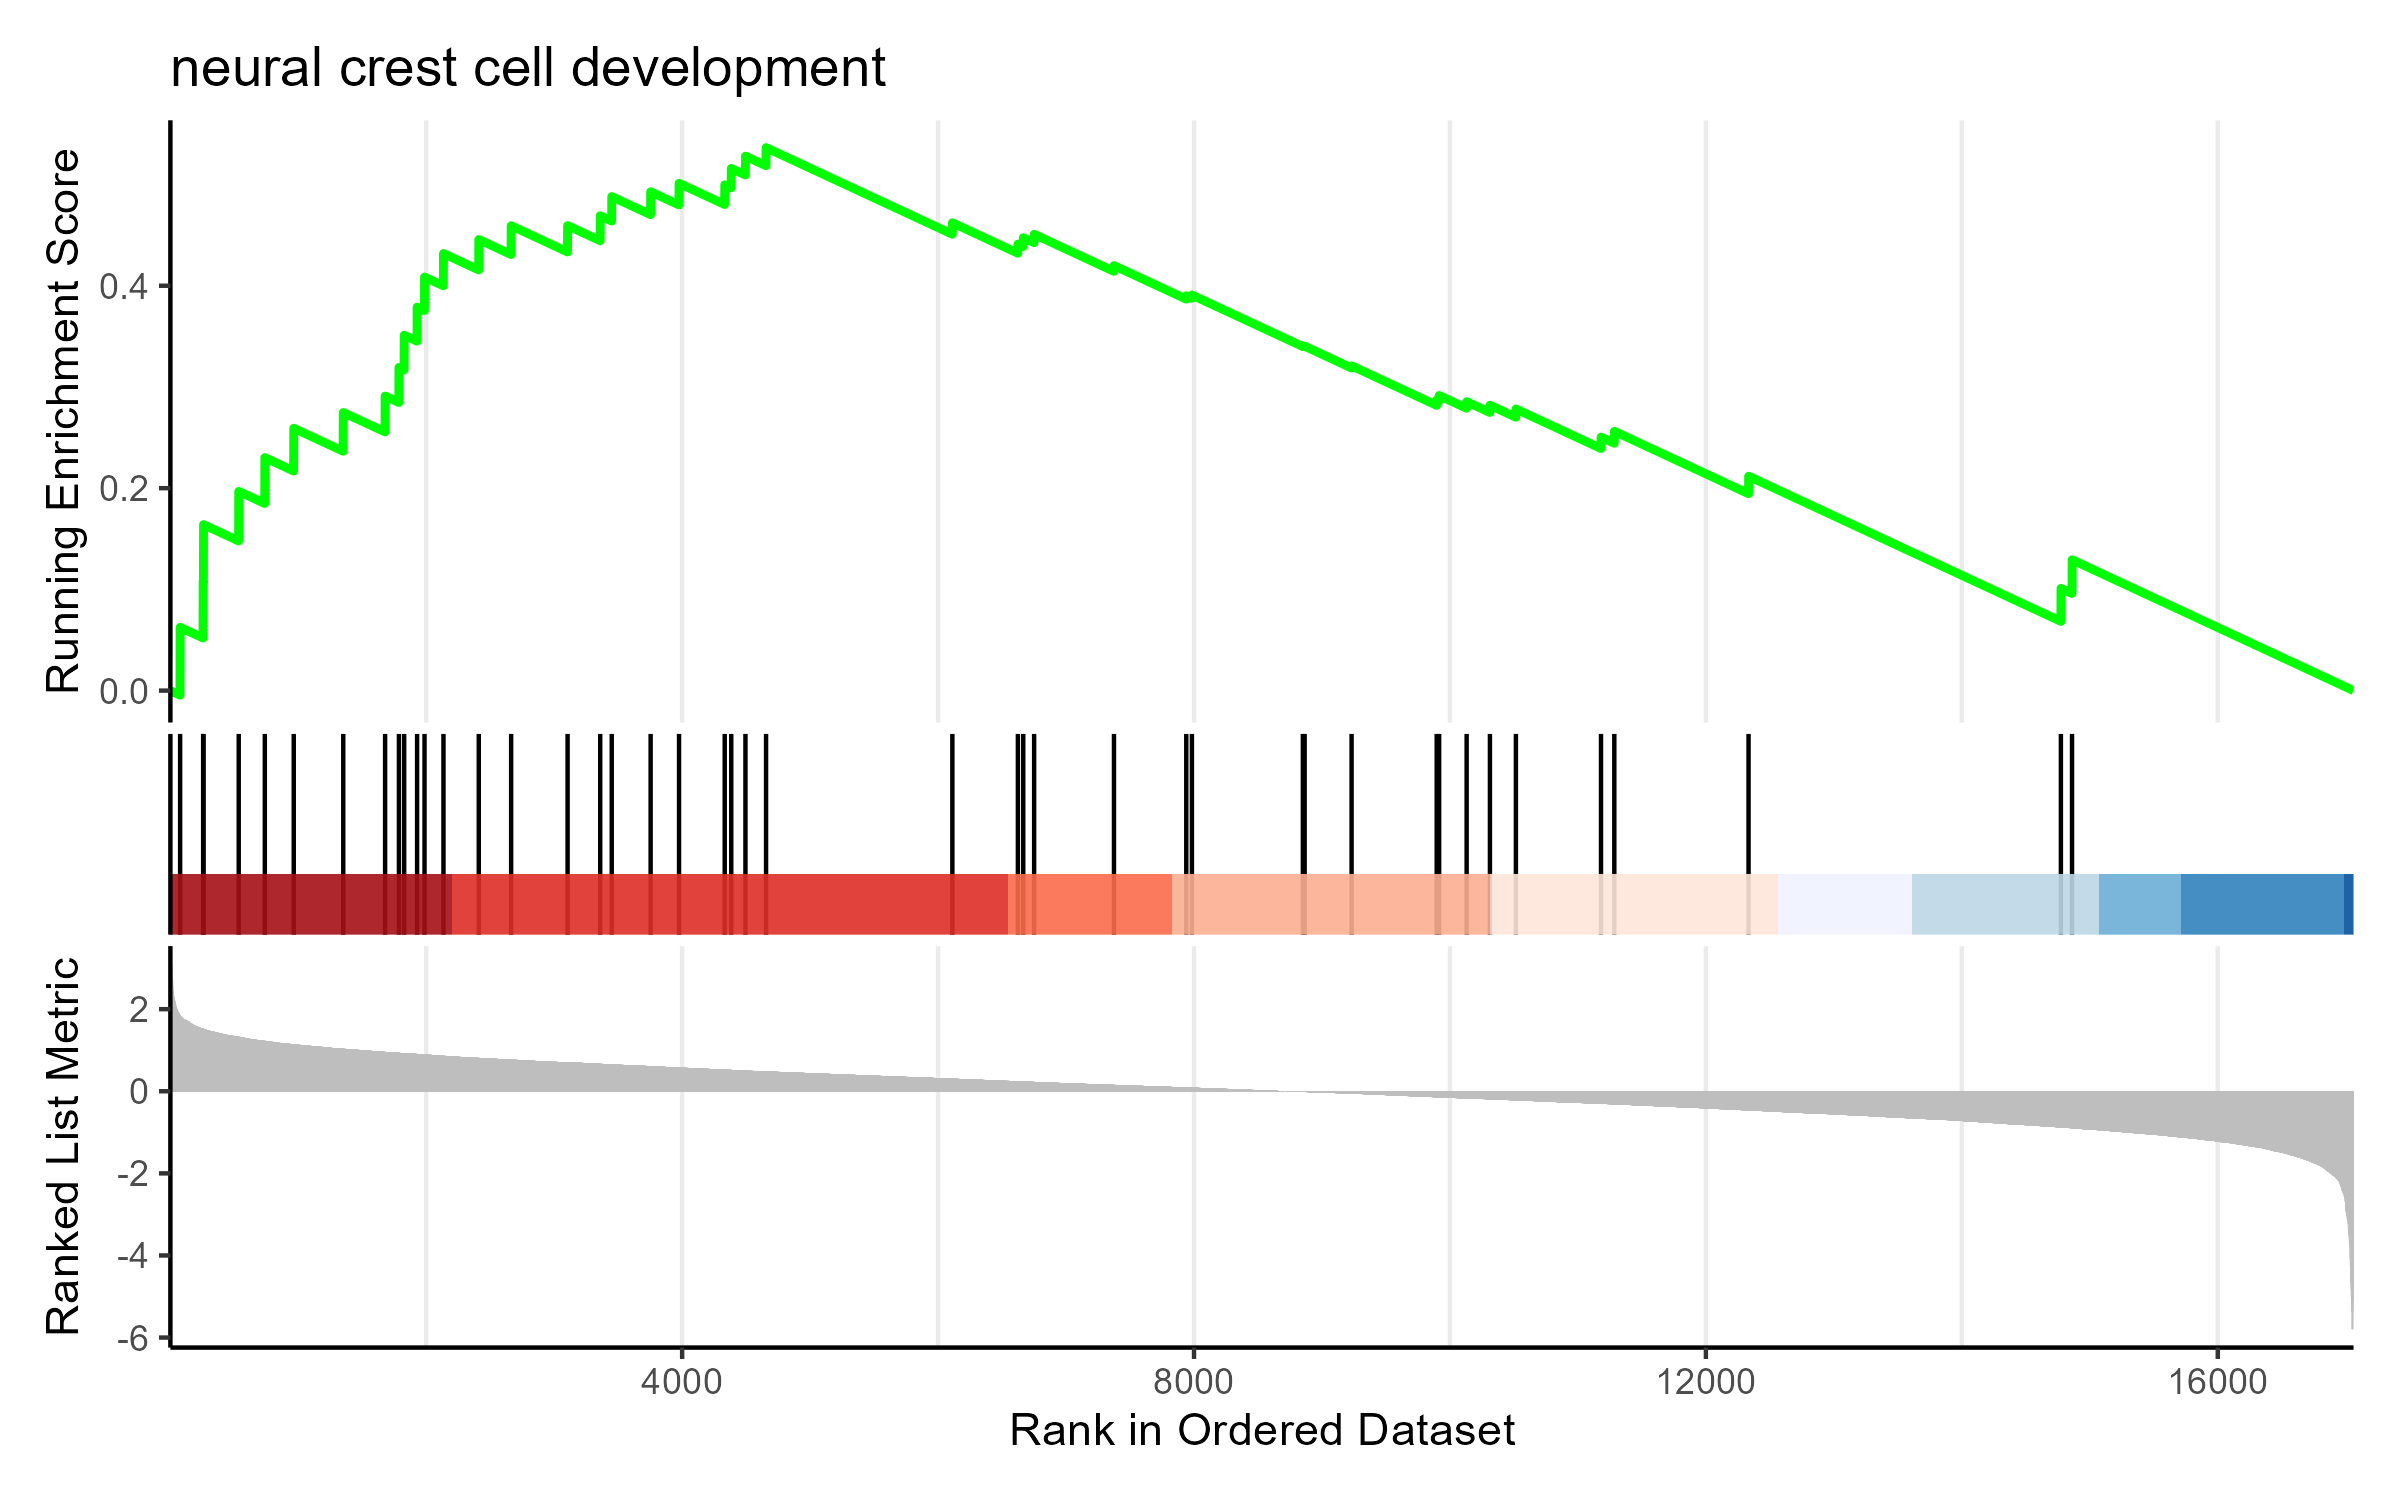 neural crest cell development
Running Enrichment Score
0.4
0.2
0.0
Ranked List Metric
2
0
-2
-4
-6
4000 8000 12000 16000
Rank in Ordered Dataset